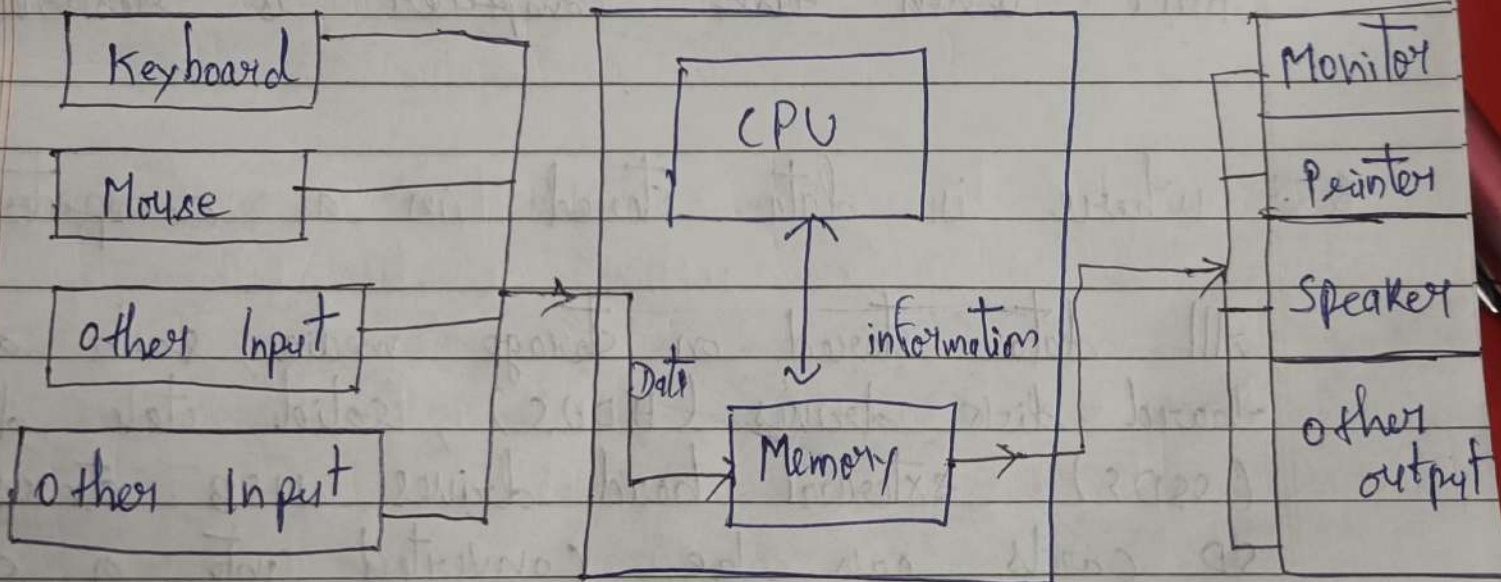 Keyboard
Mouse
Other Input
Other Input
CPU
Data
information
Memory
Monitor
Printer
Speaker
Other
output